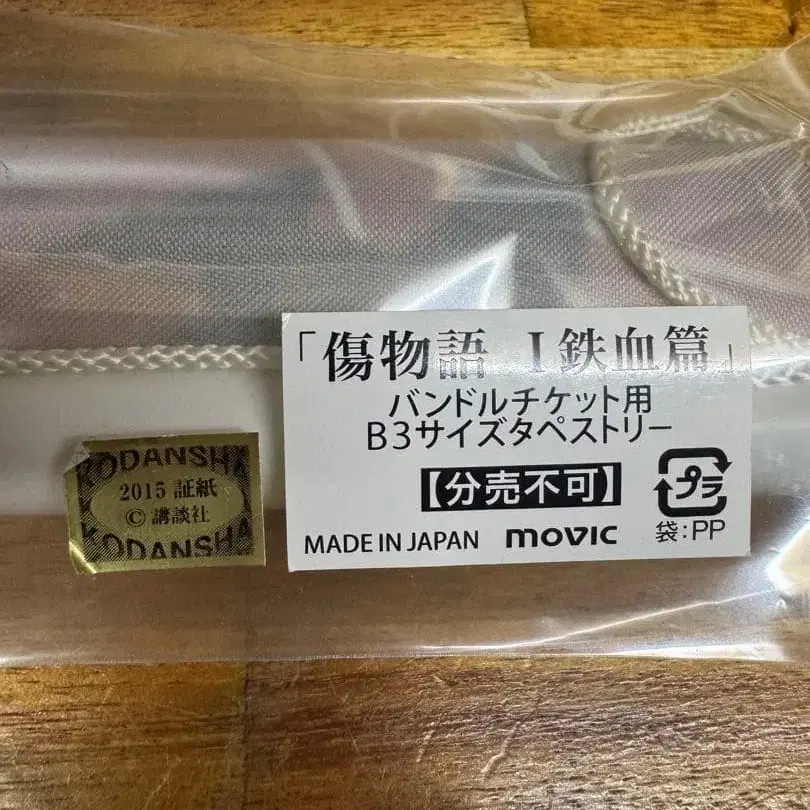 「傷物語 Ⅰ鉄血篇」
バンドルチケット用
B3サイズタペストリー
【分売不可】
プラ
袋:PP
MADE IN JAPAN movic
KODANSHA
2015 証紙
© 講談社
KODANSHA